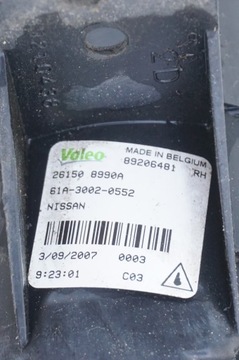 Valeo
MADE IN BELGIUM
89206481 RH
26150 8990A
61A-3002-0552
NISSAN
3/09/2007 0003
9:23:01 C03